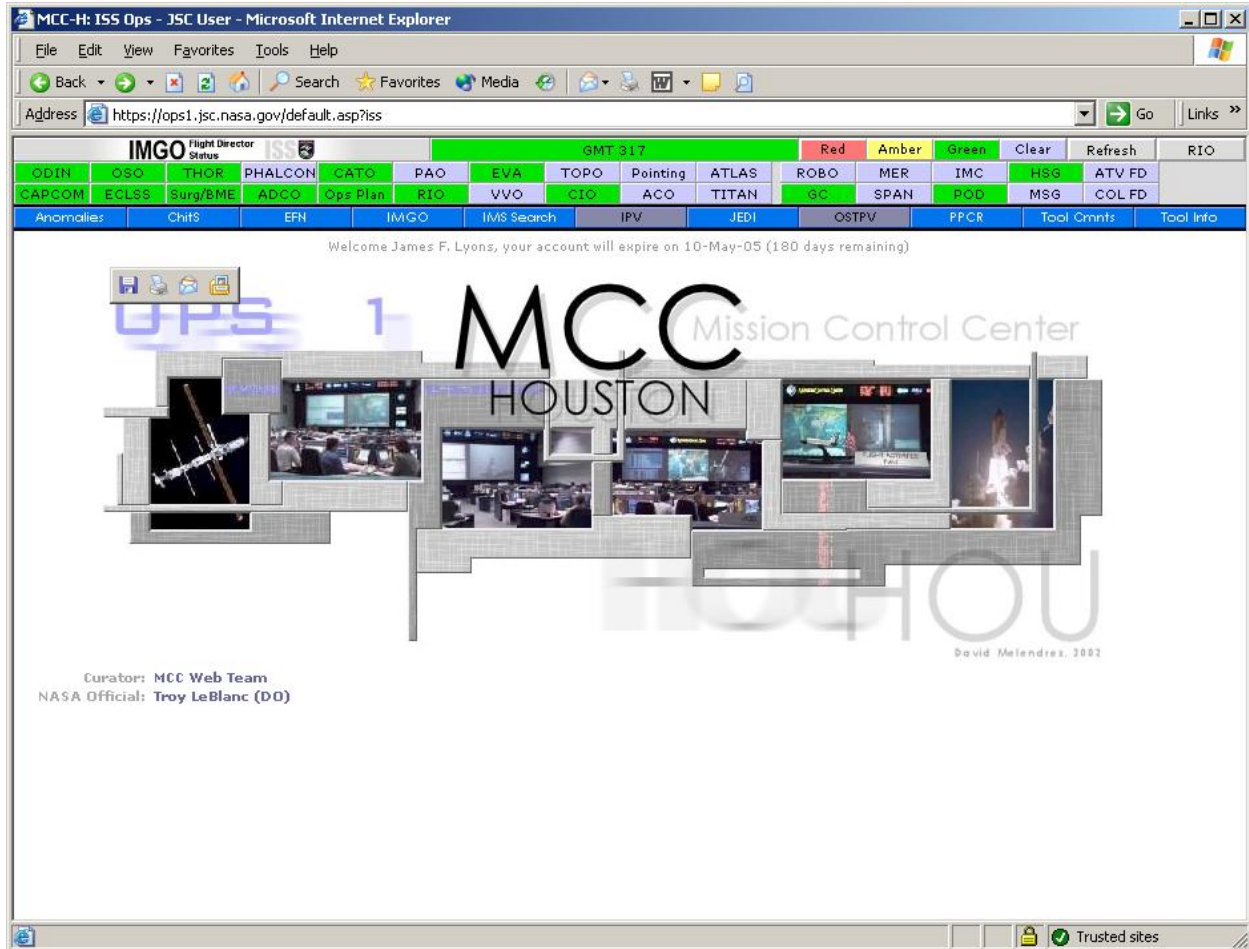 MCC-H: ISS Ops - JSC User - Microsoft Internet Explorer
File Edit View Favorites Tools Help
Back Search Favorites Media
Address https://ops1.jsc.nasa.gov/default.asp?iss Go Links »
IMGO Flight Director Status ISS GMT 317 Red Amber Green Clear Refresh RIO
ODIN OSO THOR PHALCON CATO PAO EVA TOPO Pointing ATLAS ROBO MER IMC HSG ATV FD
CAPCOM ECLSS Surg/BME ADCO Ops Plan RIO VVO CIO ACO TITAN GC SPAN POD MSG COL FD
Anomalies ChitS EFN IMGO IMS Search IPV JEDI OSTPV PPCR Tool Cmnts Tool Info
Welcome James F. Lyons, your account will expire on 10-May-05 (180 days remaining)
OPS 1 MCC Mission Control Center
HOUSTON
HOU
David Melendrez, 2002
Curator: MCC Web Team
NASA Official: Troy LeBlanc (DO)
Trusted sites